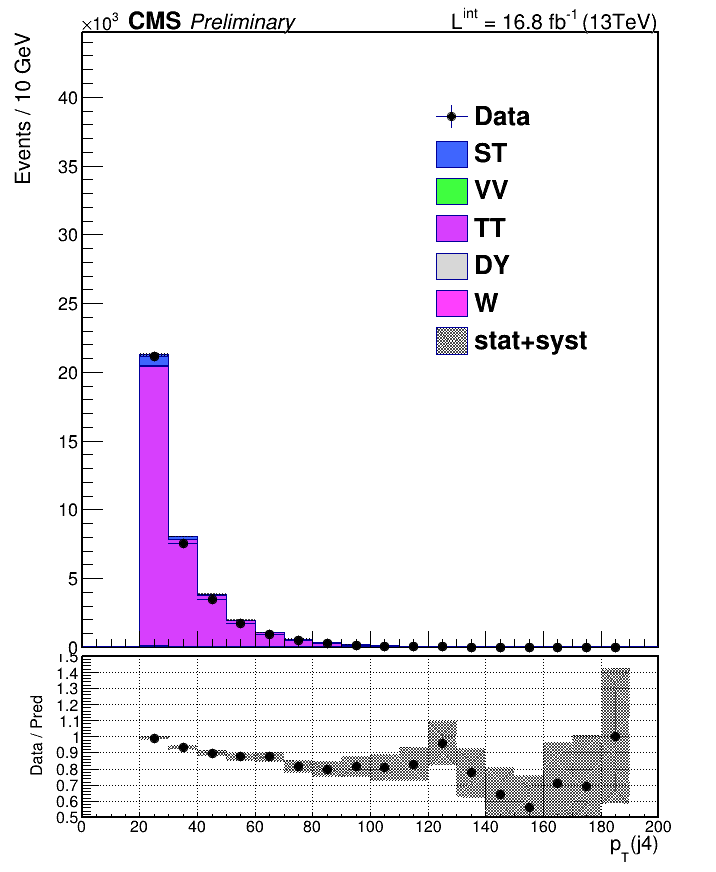 ×10³ CMS Preliminary L^int = 16.8 fb⁻¹ (13TeV)
Events / 10 GeV
40
35
30
25
20
15
10
5
0
Data
ST
VV
TT
DY
W
stat+syst
Data / Pred
1.5
1.4
1.3
1.2
1.1
1
0.9
0.8
0.7
0.6
0.5
0 20 40 60 80 100 120 140 160 180 200
p_T(j4)